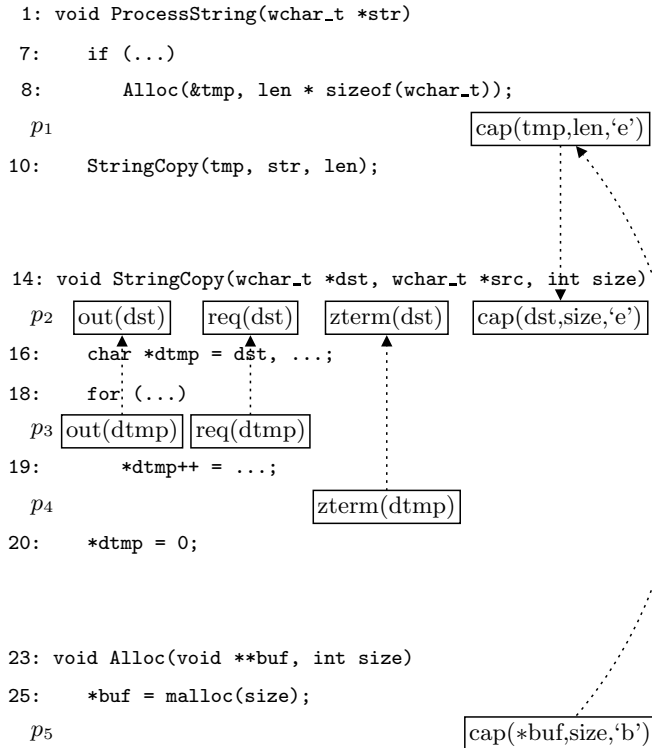 1: void ProcessString(wchar_t *str)
7: if (...)
8: Alloc(&tmp, len * sizeof(wchar_t));
p1 cap(tmp,len,‘e’)
10: StringCopy(tmp, str, len);
14: void StringCopy(wchar_t *dst, wchar_t *src, int size)
p2 out(dst) req(dst) zterm(dst) cap(dst,size,‘e’)
16: char *dtmp = dst, ...;
18: for (...)
p3 out(dtmp) req(dtmp)
19: *dtmp++ = ...;
p4 zterm(dtmp)
20: *dtmp = 0;
23: void Alloc(void **buf, int size)
25: *buf = malloc(size);
p5 cap(*buf,size,‘b’)